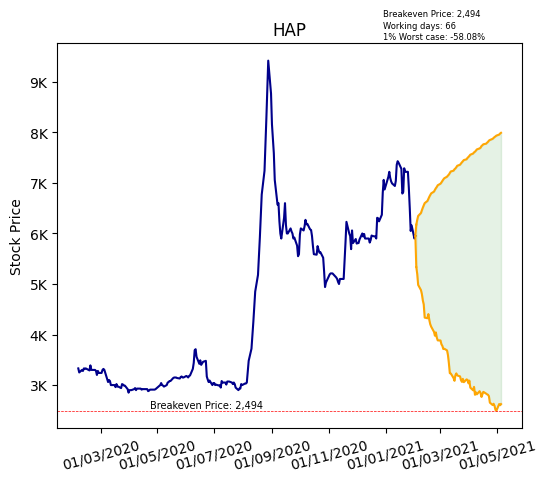 Breakeven Price: 2,494
Working days: 66
1% Worst case: -58.08%
HAP
Stock Price
9K
8K
7K
6K
5K
4K
3K
Breakeven Price: 2,494
01/03/2020 01/05/2020 01/07/2020 01/09/2020 01/11/2020 01/01/2021 01/03/2021 01/05/2021